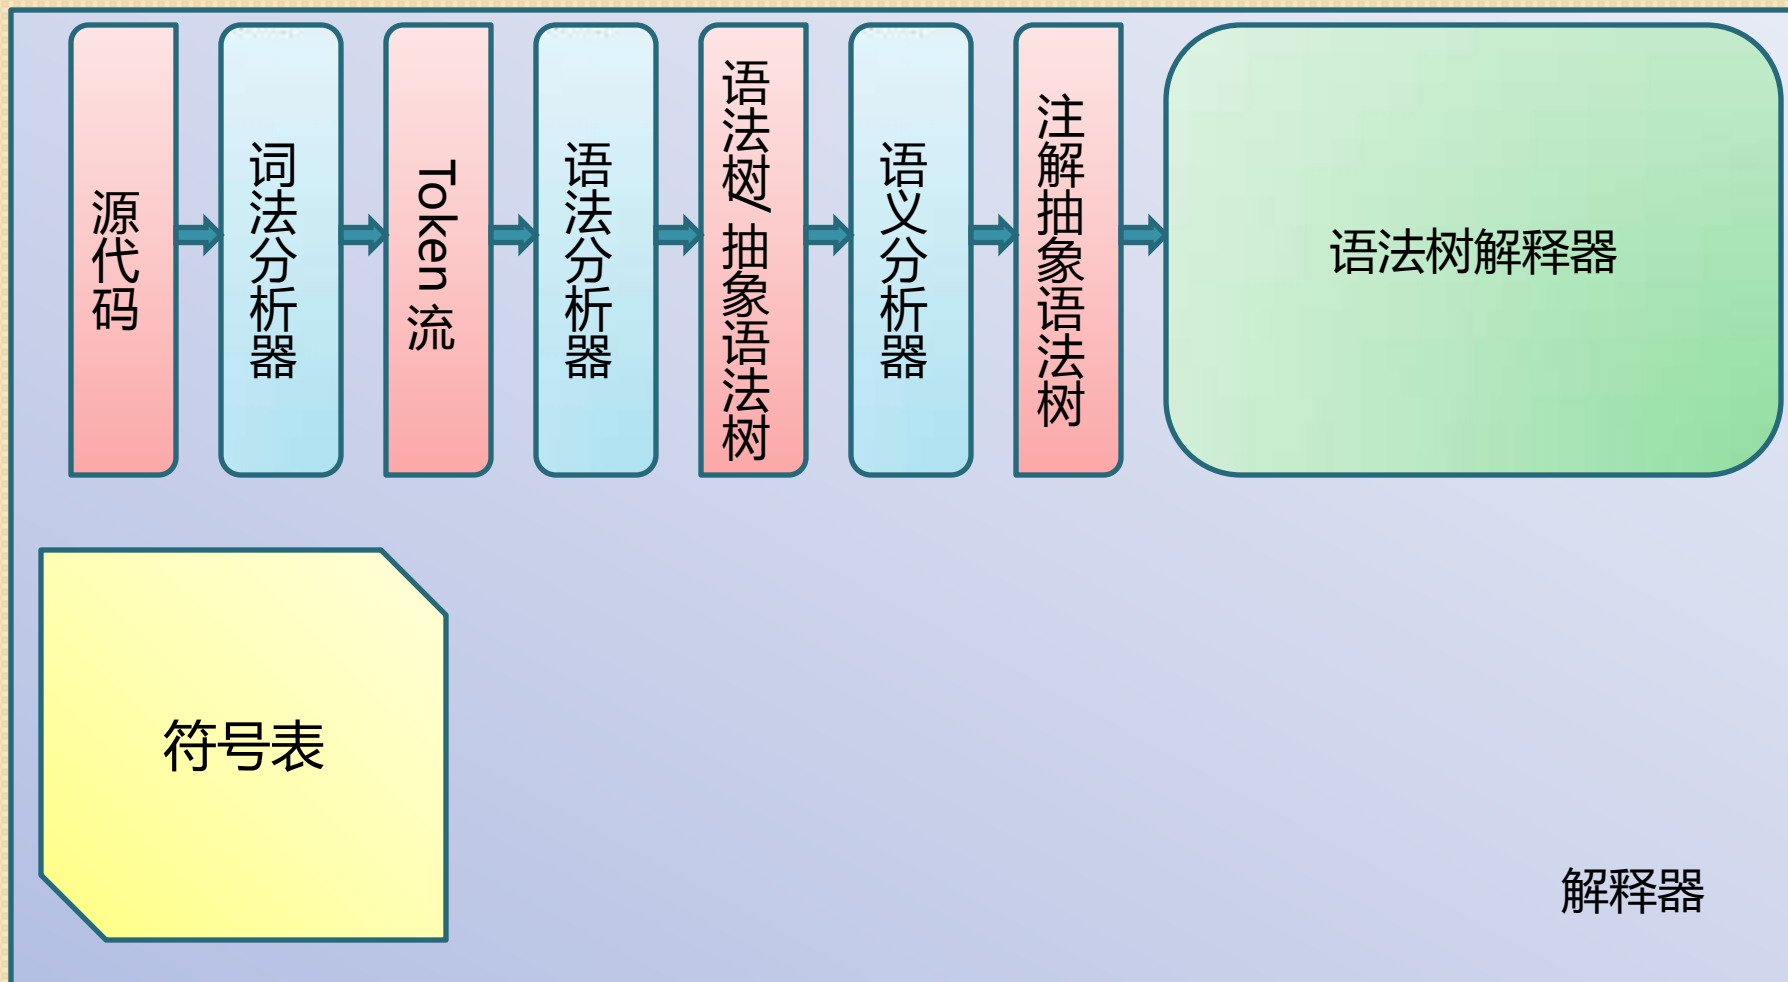 源代码
词法分析器
Token 流
语法分析器
语法树/ 抽象语法树
语义分析器
注解抽象语法树
语法树解释器
符号表
解释器